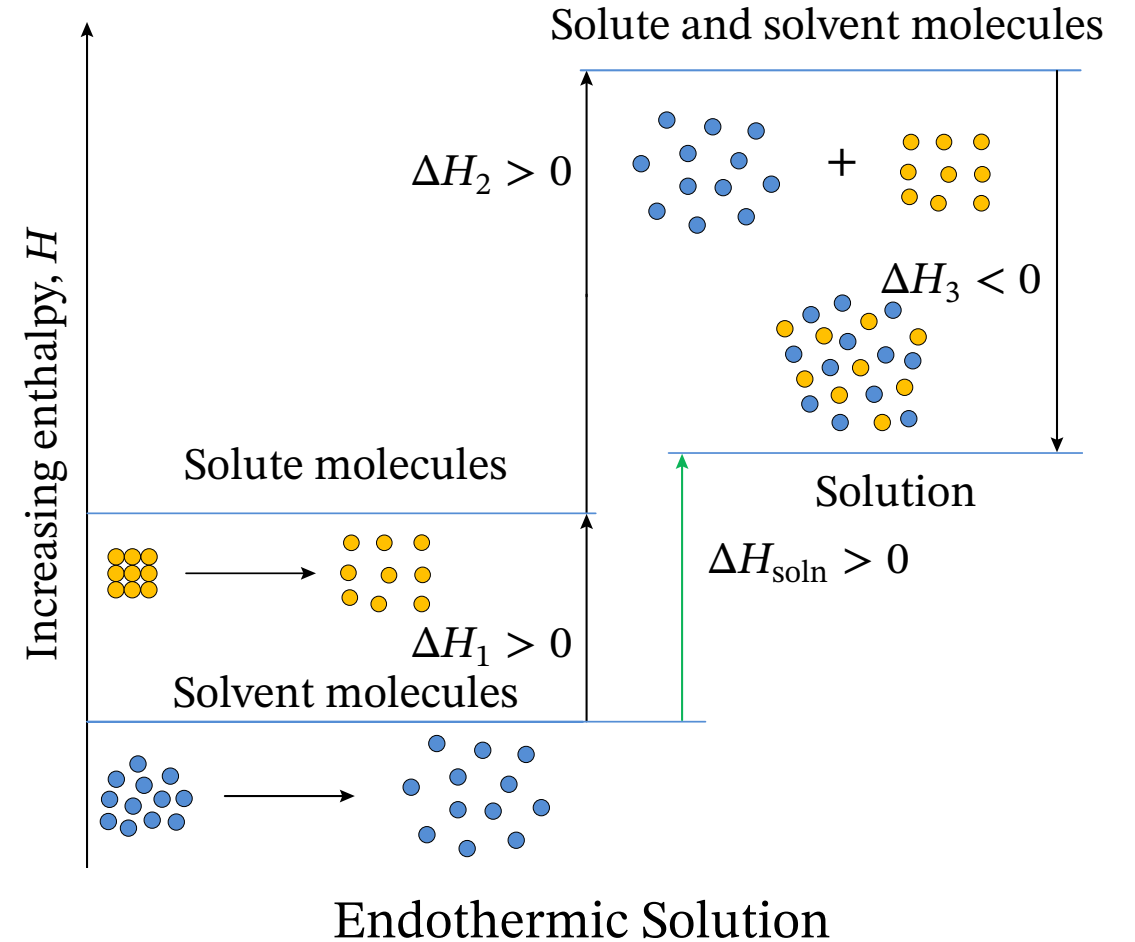 Solute and solvent molecules
ΔH₂ > 0
+
Increasing enthalpy, H
ΔH₃ < 0
Solute molecules
Solution
ΔHsoln > 0
ΔH₁ > 0
Solvent molecules
Endothermic Solution